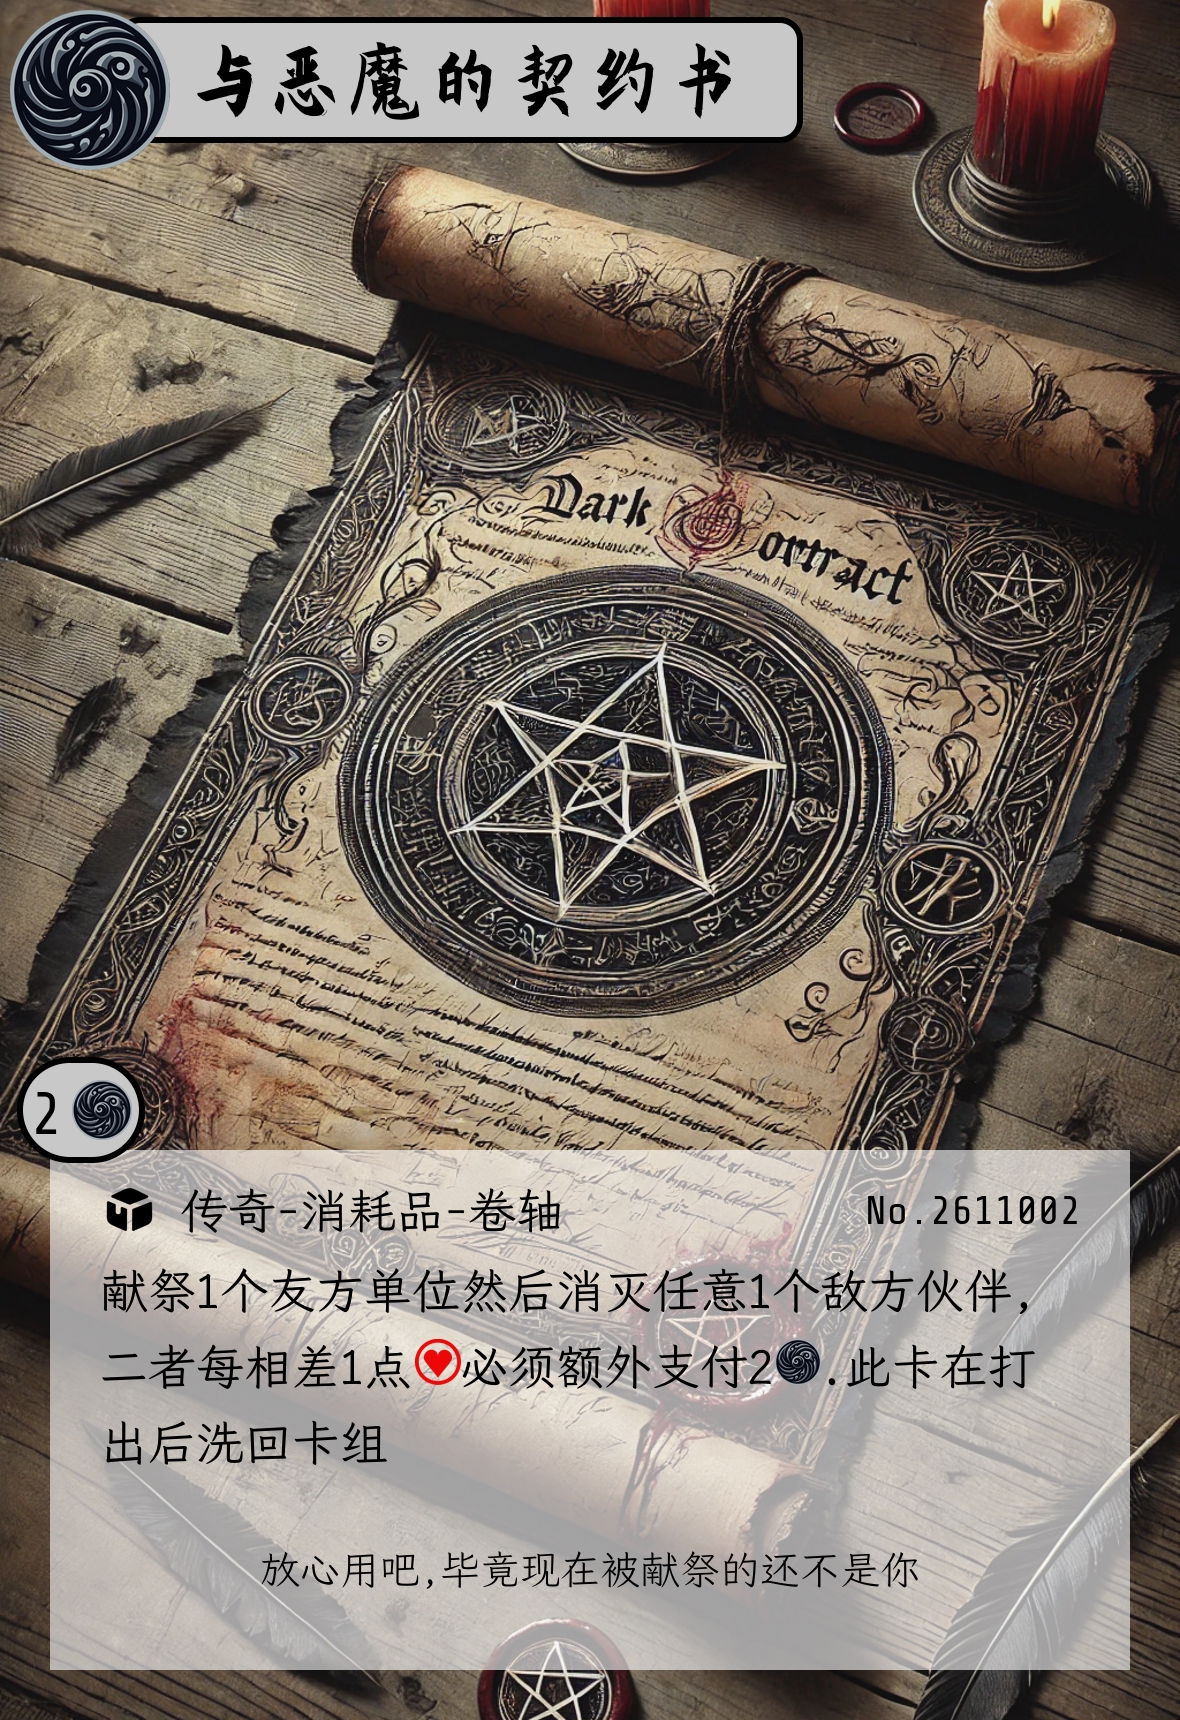 与恶魔的契约书
Dark Contract
2
传奇-消耗品-卷轴
No.2611002
献祭1个友方单位然后消灭任意1个敌方伙伴,
二者每相差1点必须额外支付2.此卡在打
出后洗回卡组
放心用吧,毕竟现在被献祭的还不是你